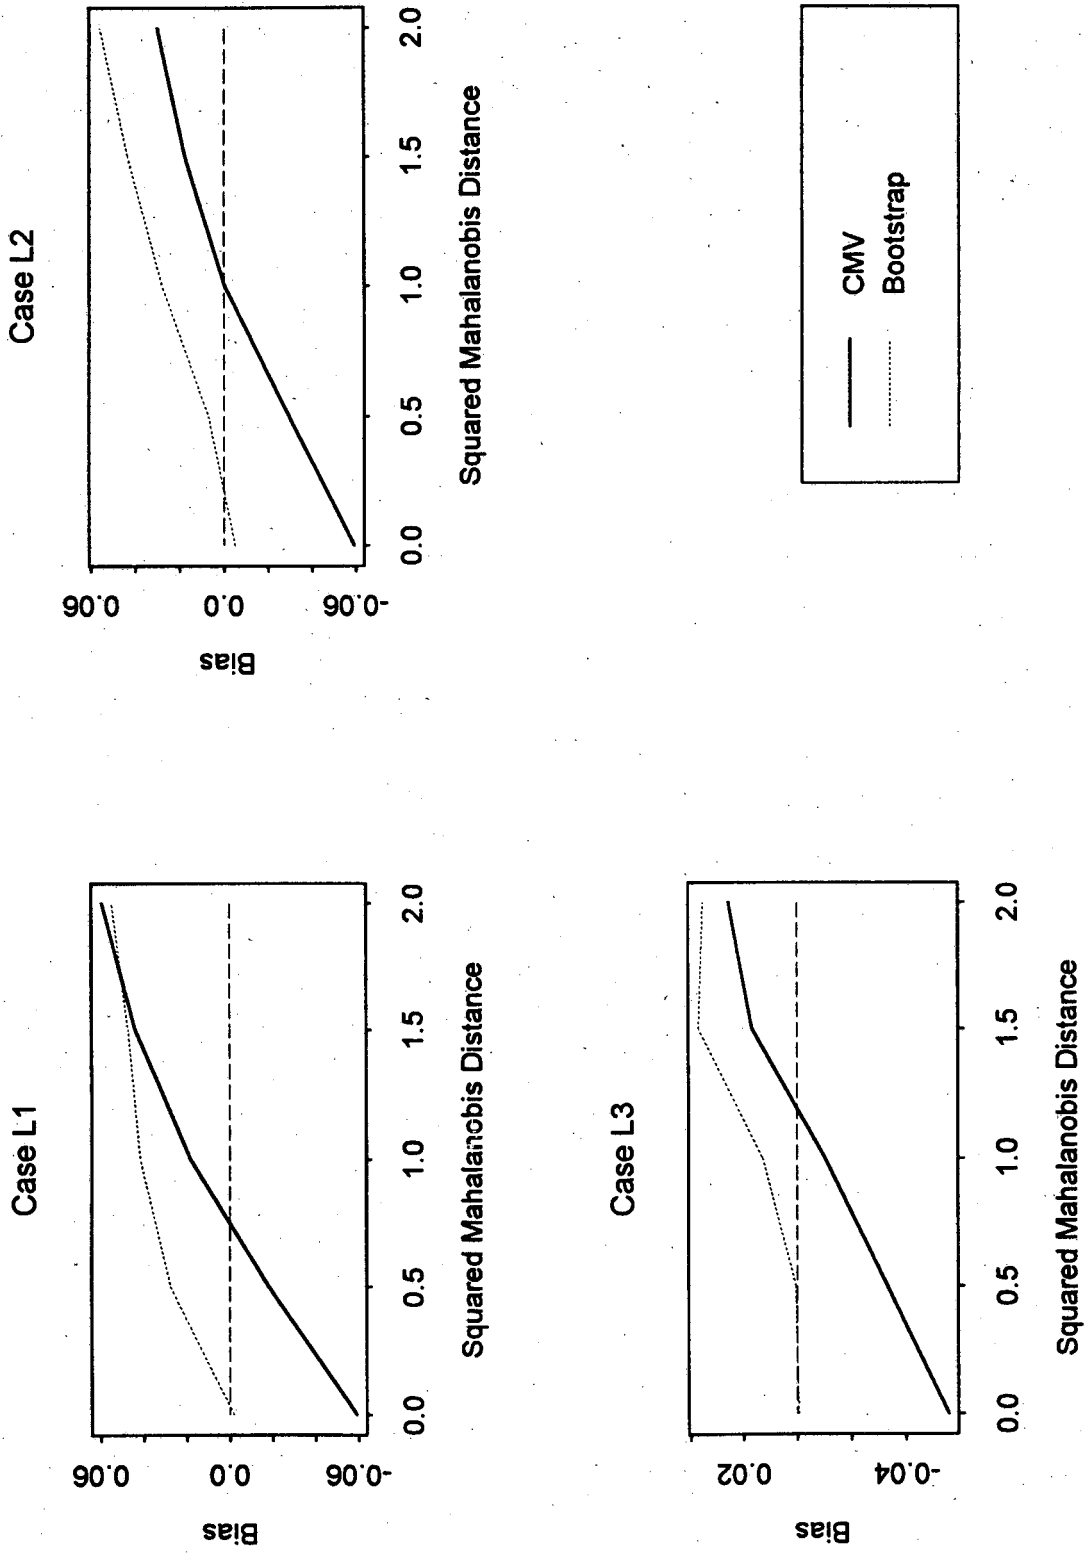 Case L1
0.06
0.0
-0.06
Bias
0.0
0.5
1.0
1.5
2.0
Squared Mahalanobis Distance
Case L2
0.06
0.0
-0.06
Bias
0.0
0.5
1.0
1.5
2.0
Squared Mahalanobis Distance
Case L3
0.02
-0.04
Bias
0.0
0.5
1.0
1.5
2.0
Squared Mahalanobis Distance
CMV
Bootstrap